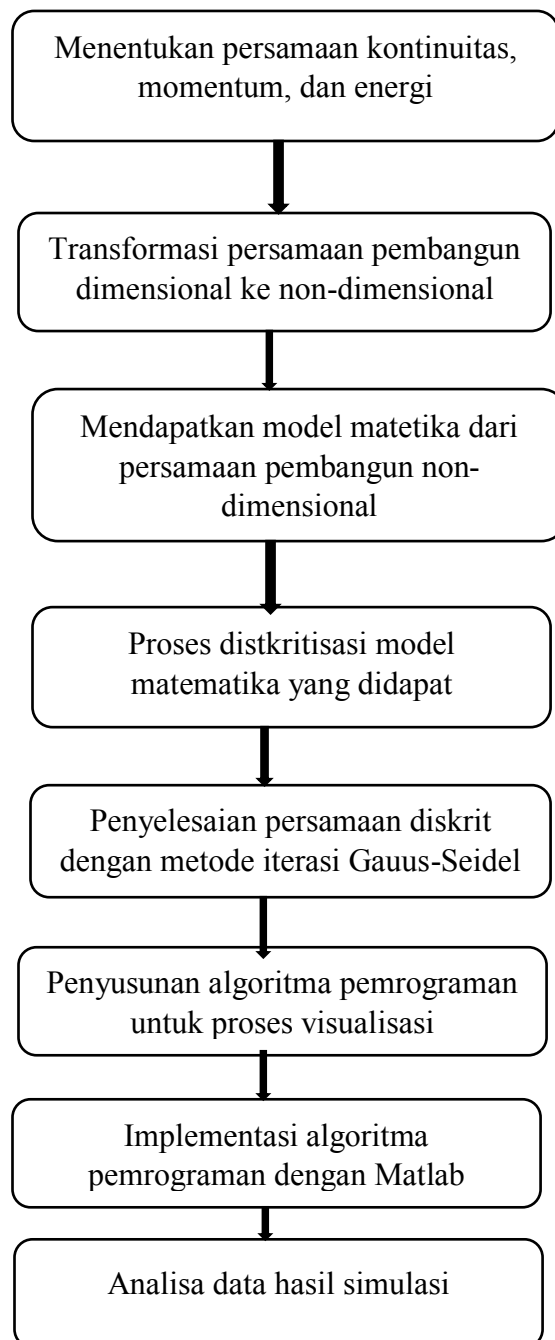 Menentukan persamaan kontinuitas,
momentum, dan energi
Transformasi persamaan pembangun
dimensional ke non-dimensional
Mendapatkan model matetika dari
persamaan pembangun non-
dimensional
Proses distkritisasi model
matematika yang didapat
Penyelesaian persamaan diskrit
dengan metode iterasi Gauus-Seidel
Penyusunan algoritma pemrograman
untuk proses visualisasi
Implementasi algoritma
pemrograman dengan Matlab
Analisa data hasil simulasi